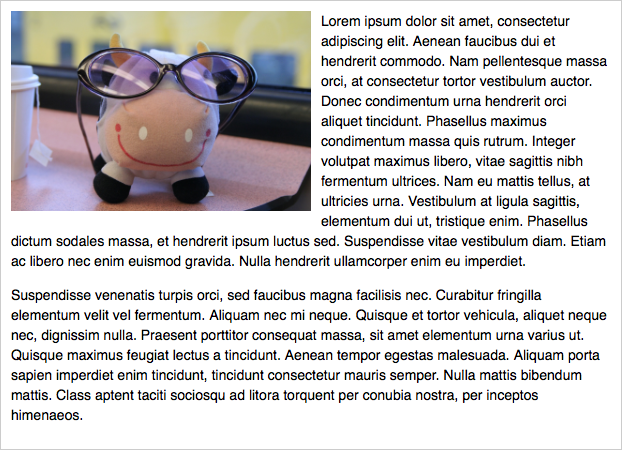 Lorem ipsum dolor sit amet, consectetur
adipiscing elit. Aenean faucibus dui et
hendrerit commodo. Nam pellentesque massa
orci, at consectetur tortor vestibulum auctor.
Donec condimentum urna hendrerit orci
aliquet tincidunt. Phasellus maximus
condimentum massa quis rutrum. Integer
volutpat maximus libero, vitae sagittis nibh
fermentum ultrices. Nam eu mattis tellus, at
ultricies urna. Vestibulum at ligula sagittis,
elementum dui ut, tristique enim. Phasellus
dictum sodales massa, et hendrerit ipsum luctus sed. Suspendisse vitae vestibulum diam. Etiam
ac libero nec enim euismod gravida. Nulla hendrerit ullamcorper enim eu imperdiet.
Suspendisse venenatis turpis orci, sed faucibus magna facilisis nec. Curabitur fringilla
elementum velit vel fermentum. Aliquam nec mi neque. Quisque et tortor vehicula, aliquet neque
nec, dignissim nulla. Praesent porttitor consequat massa, sit amet elementum urna varius ut.
Quisque maximus feugiat lectus a tincidunt. Aenean tempor egestas malesuada. Aliquam porta
sapien imperdiet enim tincidunt, tincidunt consectetur mauris semper. Nulla mattis bibendum
mattis. Class aptent taciti sociosqu ad litora torquent per conubia nostra, per inceptos
himenaeos.